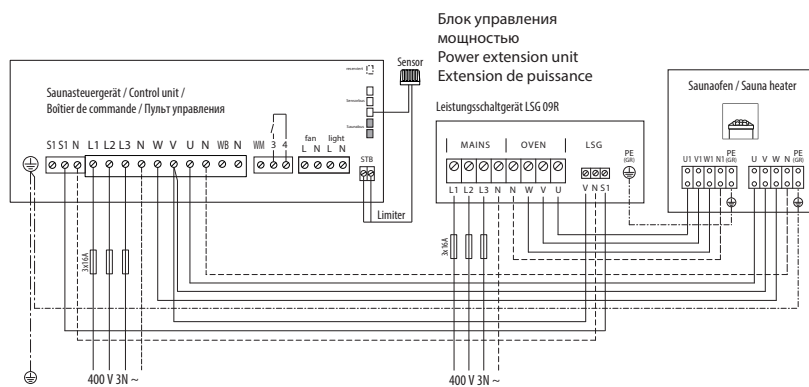 Блок управления
мощностью
Power extension unit
Extension de puissance
Sensor
Saunasteuergerät / Control unit /
Boîtier de commande / Пульт управления
Sensorbus
Saunabus
Leistungsschaltgerät LSG 09R
Saunaofen / Sauna heater
fan light
S1 S1 N L1 L2 L3 N W V U N WB N WM 3 4 L N L N
STB
Limiter
MAINS OVEN LSG PE
(GR)
L1 L2 L3 N N W V U V N S1
U1 V1 W1 N1 PE
(GR)
U V W N PE
(GR)
3x16A
3x16A
400 V 3N ~
400 V 3N ~